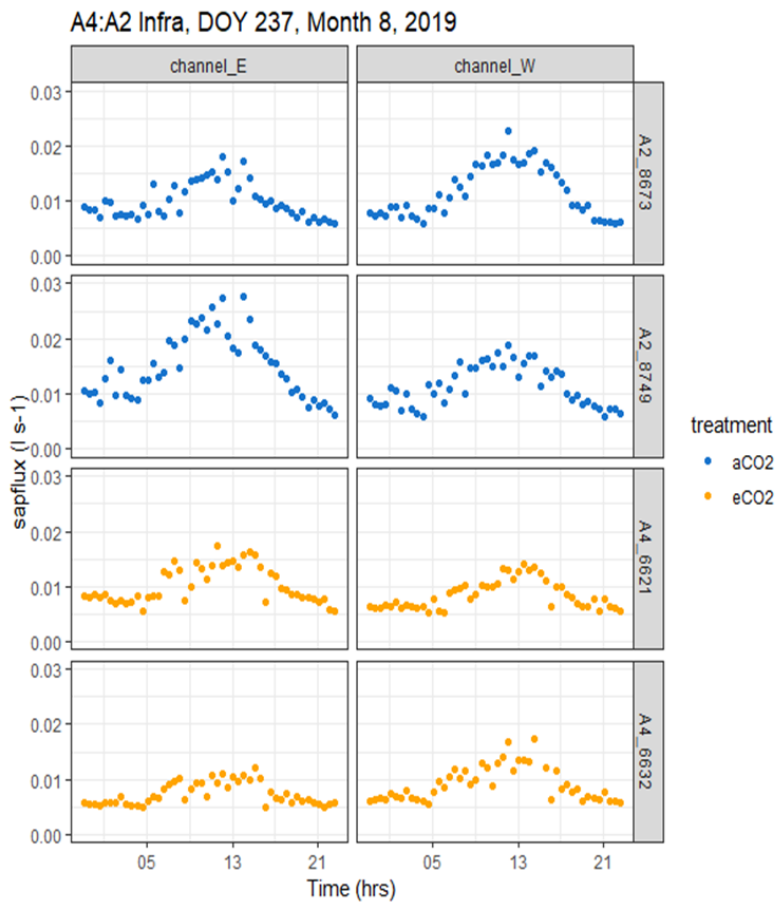 A4:A2 Infra, DOY 237, Month 8, 2019
channel_E
channel_W
0.03
0.02
0.01
0.00
A2_8673
0.03
0.02
0.01
0.00
A2_8749
0.03
0.02
0.01
0.00
A4_6621
0.03
0.02
0.01
0.00
A4_6632
sapflux (l s-1)
05
13
21
05
13
21
Time (hrs)
treatment
aCO2
eCO2